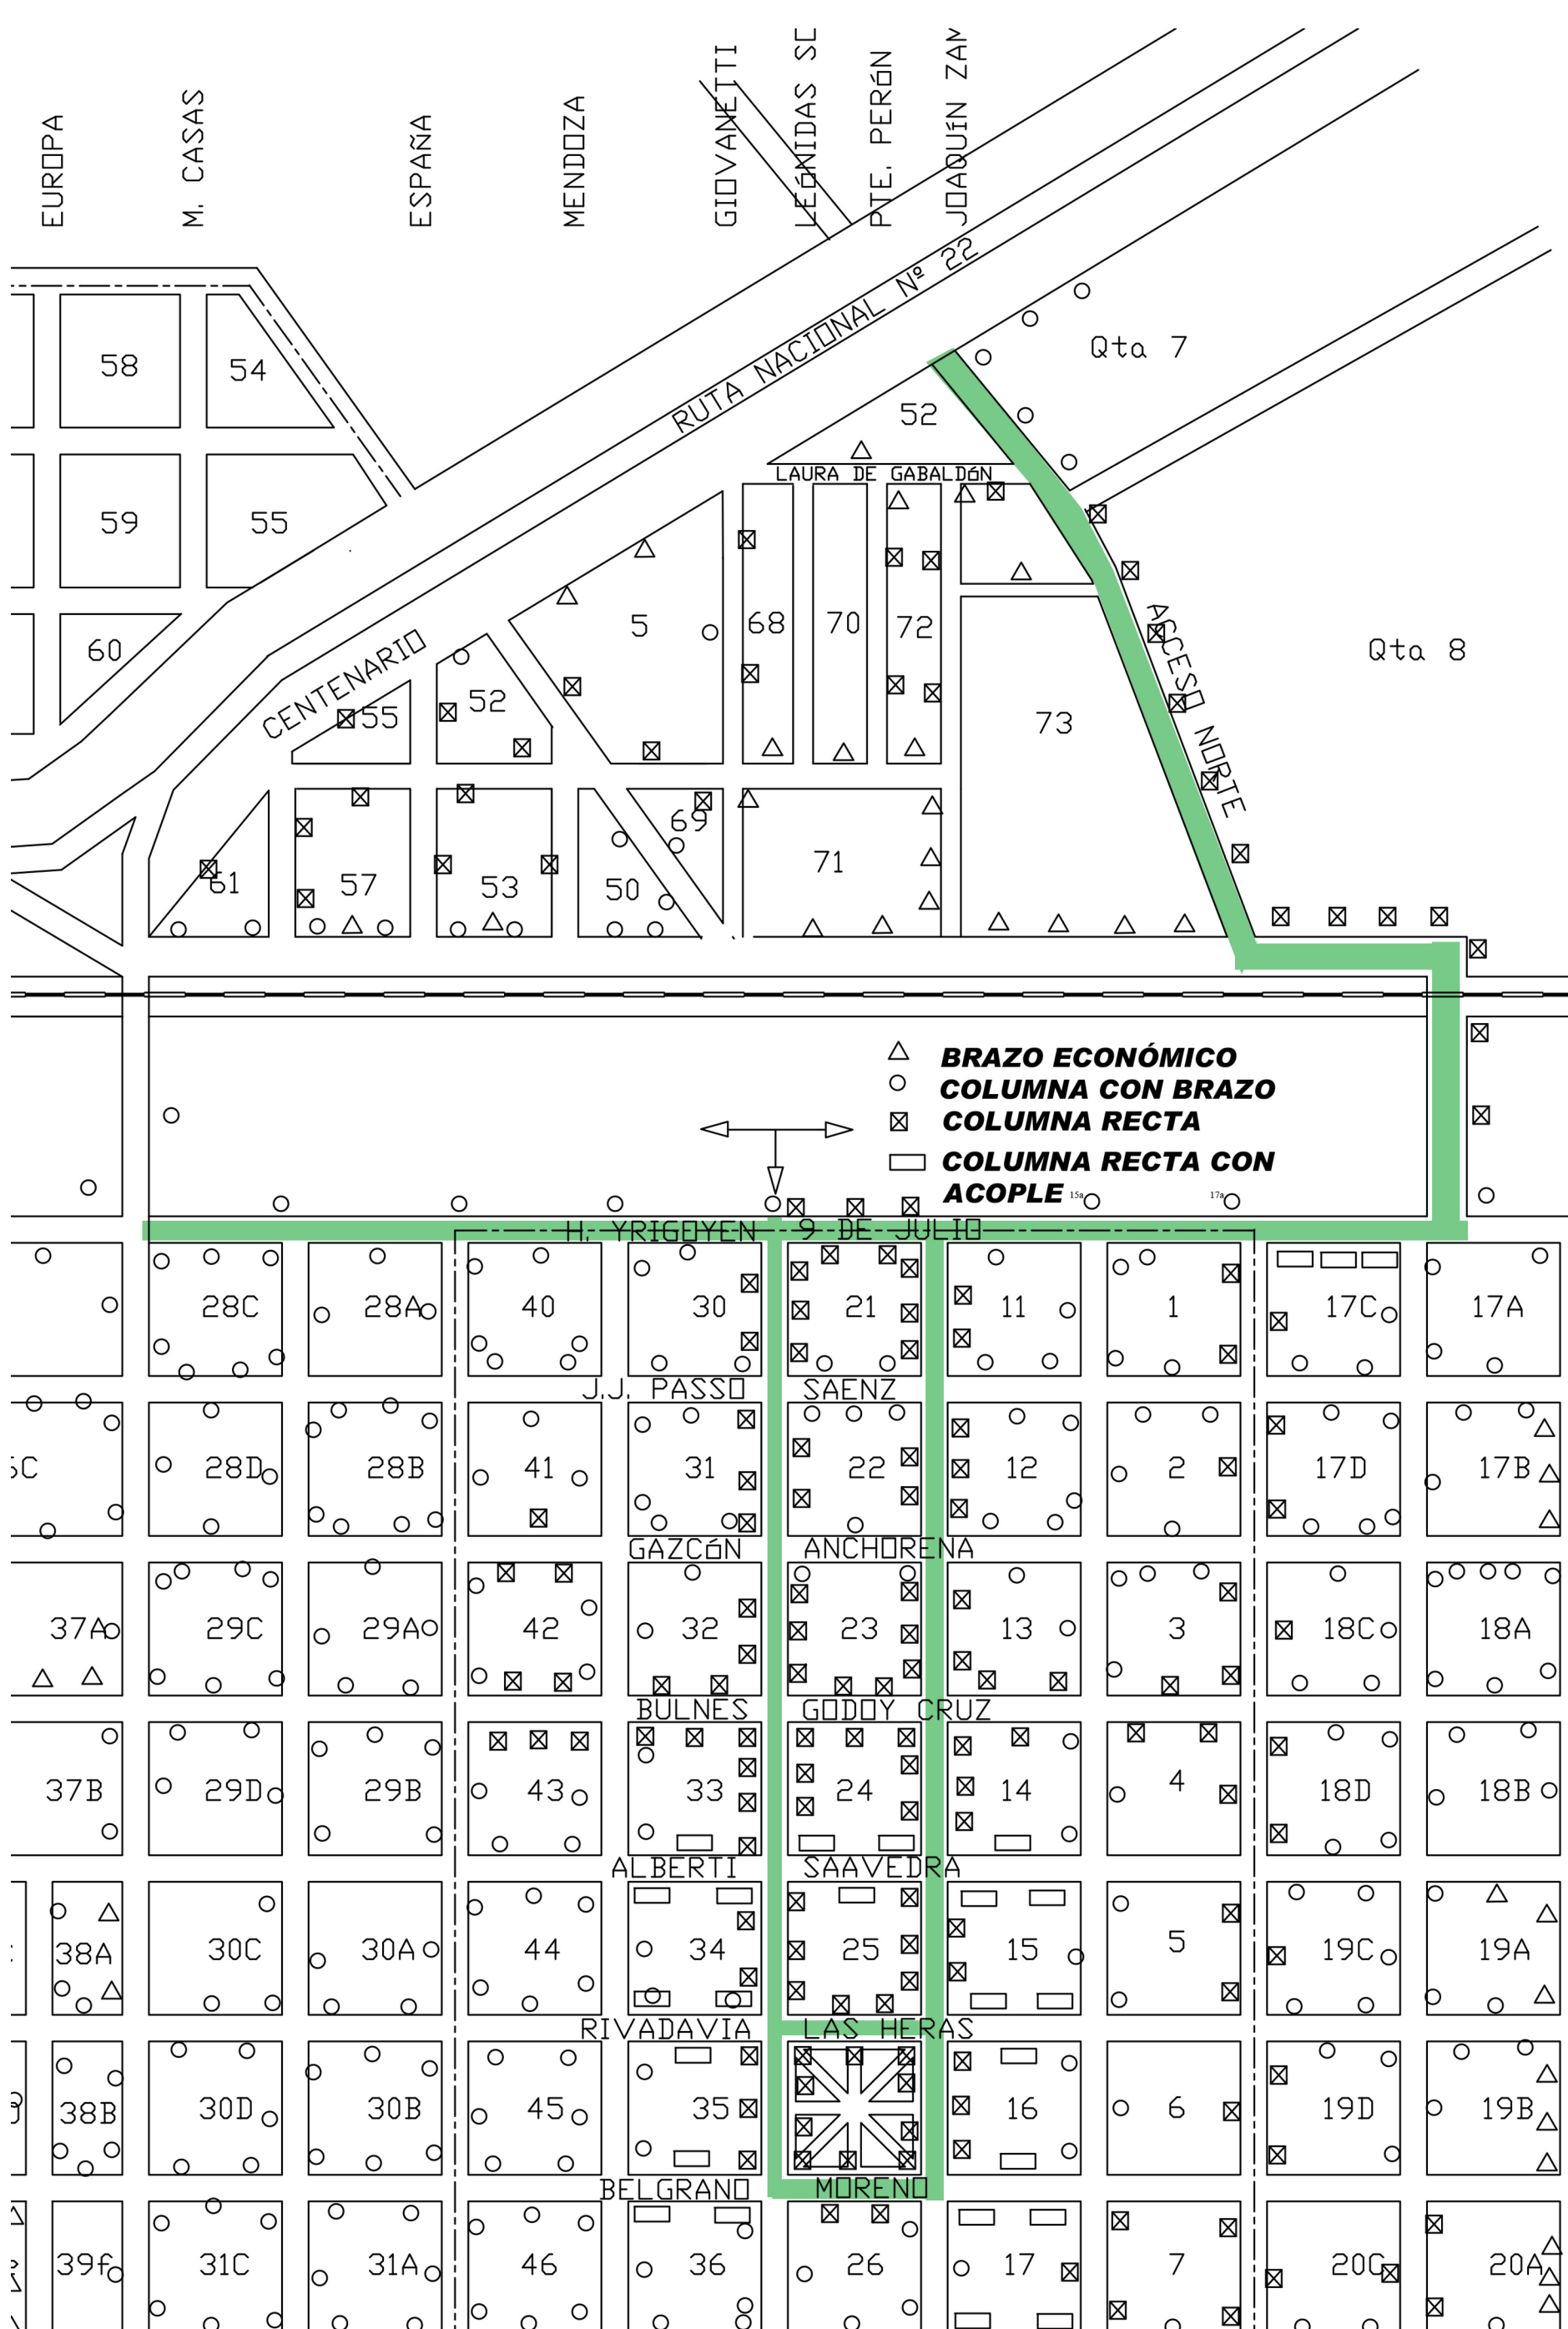 EUROPA
M. CASAS
ESPAÑA
MENDOZA
GIOVANETTI
LEÓNIDAS
PTE. PERóN
JOAQUÍN ZAM
RUTA NACIONAL Nº 22
Qta 7
58
54
52
LAURA DE GABALDóN
59
55
5
68
70
72
60
CENTENARIO
55
52
ACCESO NORTE
Qta 8
73
69
71
61
57
53
50
BRAZO ECONÓMICO
COLUMNA CON BRAZO
COLUMNA RECTA
COLUMNA RECTA CON
ACOPLE
15a
17a
H. YRIGOYEN
9 DE JULIO
28C
28A
40
30
21
11
1
17C
17A
J.J. PASSO
SAENZ
28D
28B
41
31
22
12
2
17D
17B
GAZCóN
ANCHORENA
37A
29C
29A
42
32
23
13
3
18C
18A
BULNES
GODOY CRUZ
37B
29D
29B
43
33
24
14
4
18D
18B
ALBERTI
SAAVEDRA
38A
30C
30A
44
34
25
15
5
19C
19A
RIVADAVIA
LAS HERAS
38B
30D
30B
45
35
16
6
19D
19B
BELGRANO
MORENO
39f
31C
31A
46
36
26
17
7
20C
20A